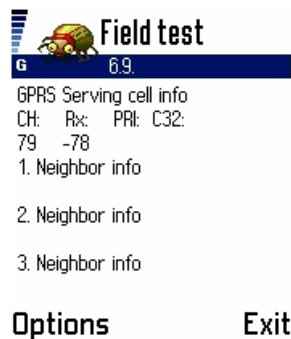 Field test
G 6.9.
GPRS Serving cell info
CH: Rx: PRI: C32:
79 -78
1. Neighbor info
2. Neighbor info
3. Neighbor info
Options Exit